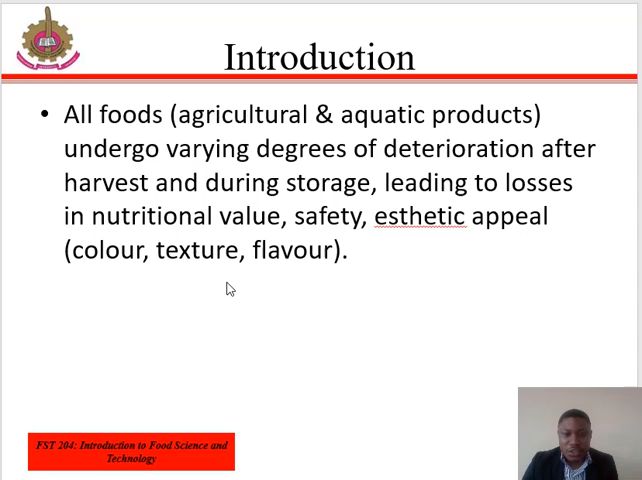 Introduction
• All foods (agricultural & aquatic products)
undergo varying degrees of deterioration after
harvest and during storage, leading to losses
in nutritional value, safety, esthetic appeal
(colour, texture, flavour).
FST 204: Introduction to Food Science and
Technology